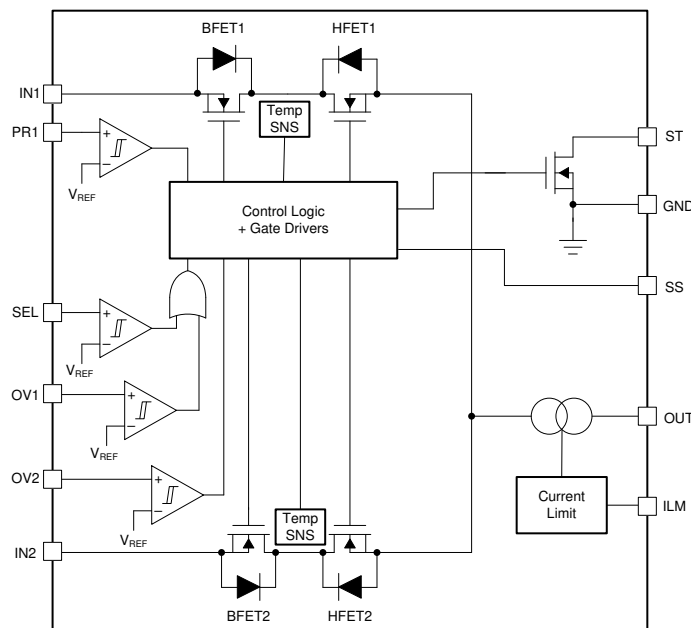 BFET1
HFET1
IN1
Temp
SNS
PR1
+
−
VREF
ST
Control Logic
+ Gate Drivers
GND
SS
SEL
+
−
VREF
OV1
+
−
VREF
OUT
OV2
+
−
VREF
Current
Limit
ILM
Temp
SNS
IN2
BFET2
HFET2